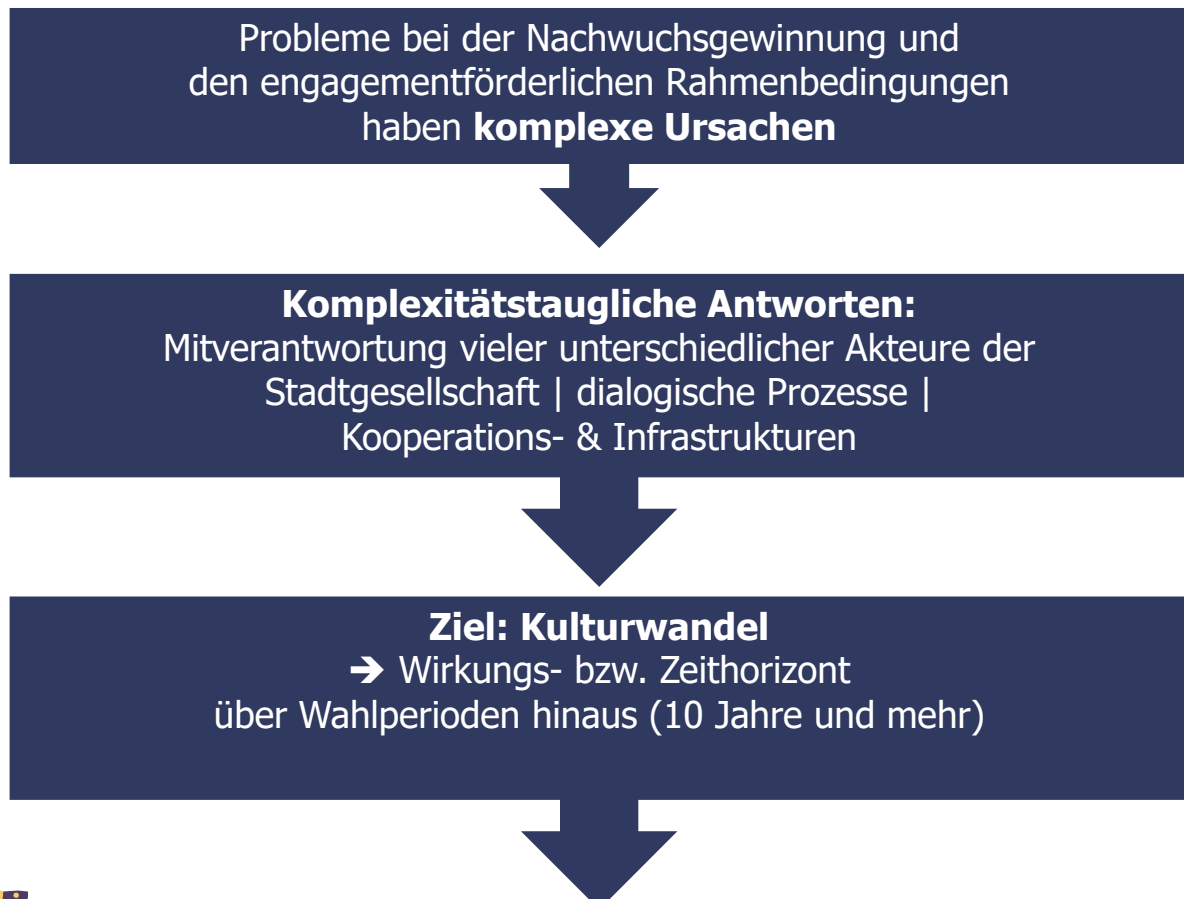 Probleme bei der Nachwuchsgewinnung und
den engagementförderlichen Rahmenbedingungen
haben komplexe Ursachen
Komplexitätstaugliche Antworten:
Mitverantwortung vieler unterschiedlicher Akteure der
Stadtgesellschaft | dialogische Prozesse |
Kooperations- & Infrastrukturen
Ziel: Kulturwandel
➔ Wirkungs- bzw. Zeithorizont
über Wahlperioden hinaus (10 Jahre und mehr)